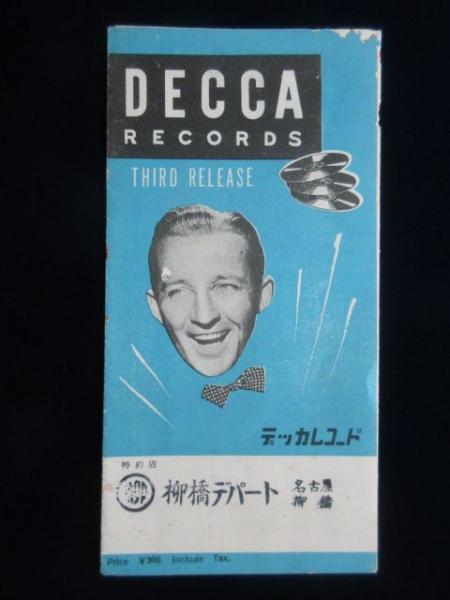 DECCA
RECORDS
THIRD RELEASE
デッカレコード
特約店
柳 柳橋デパート 名古屋
柳橋
Price ¥300. Include Tax.